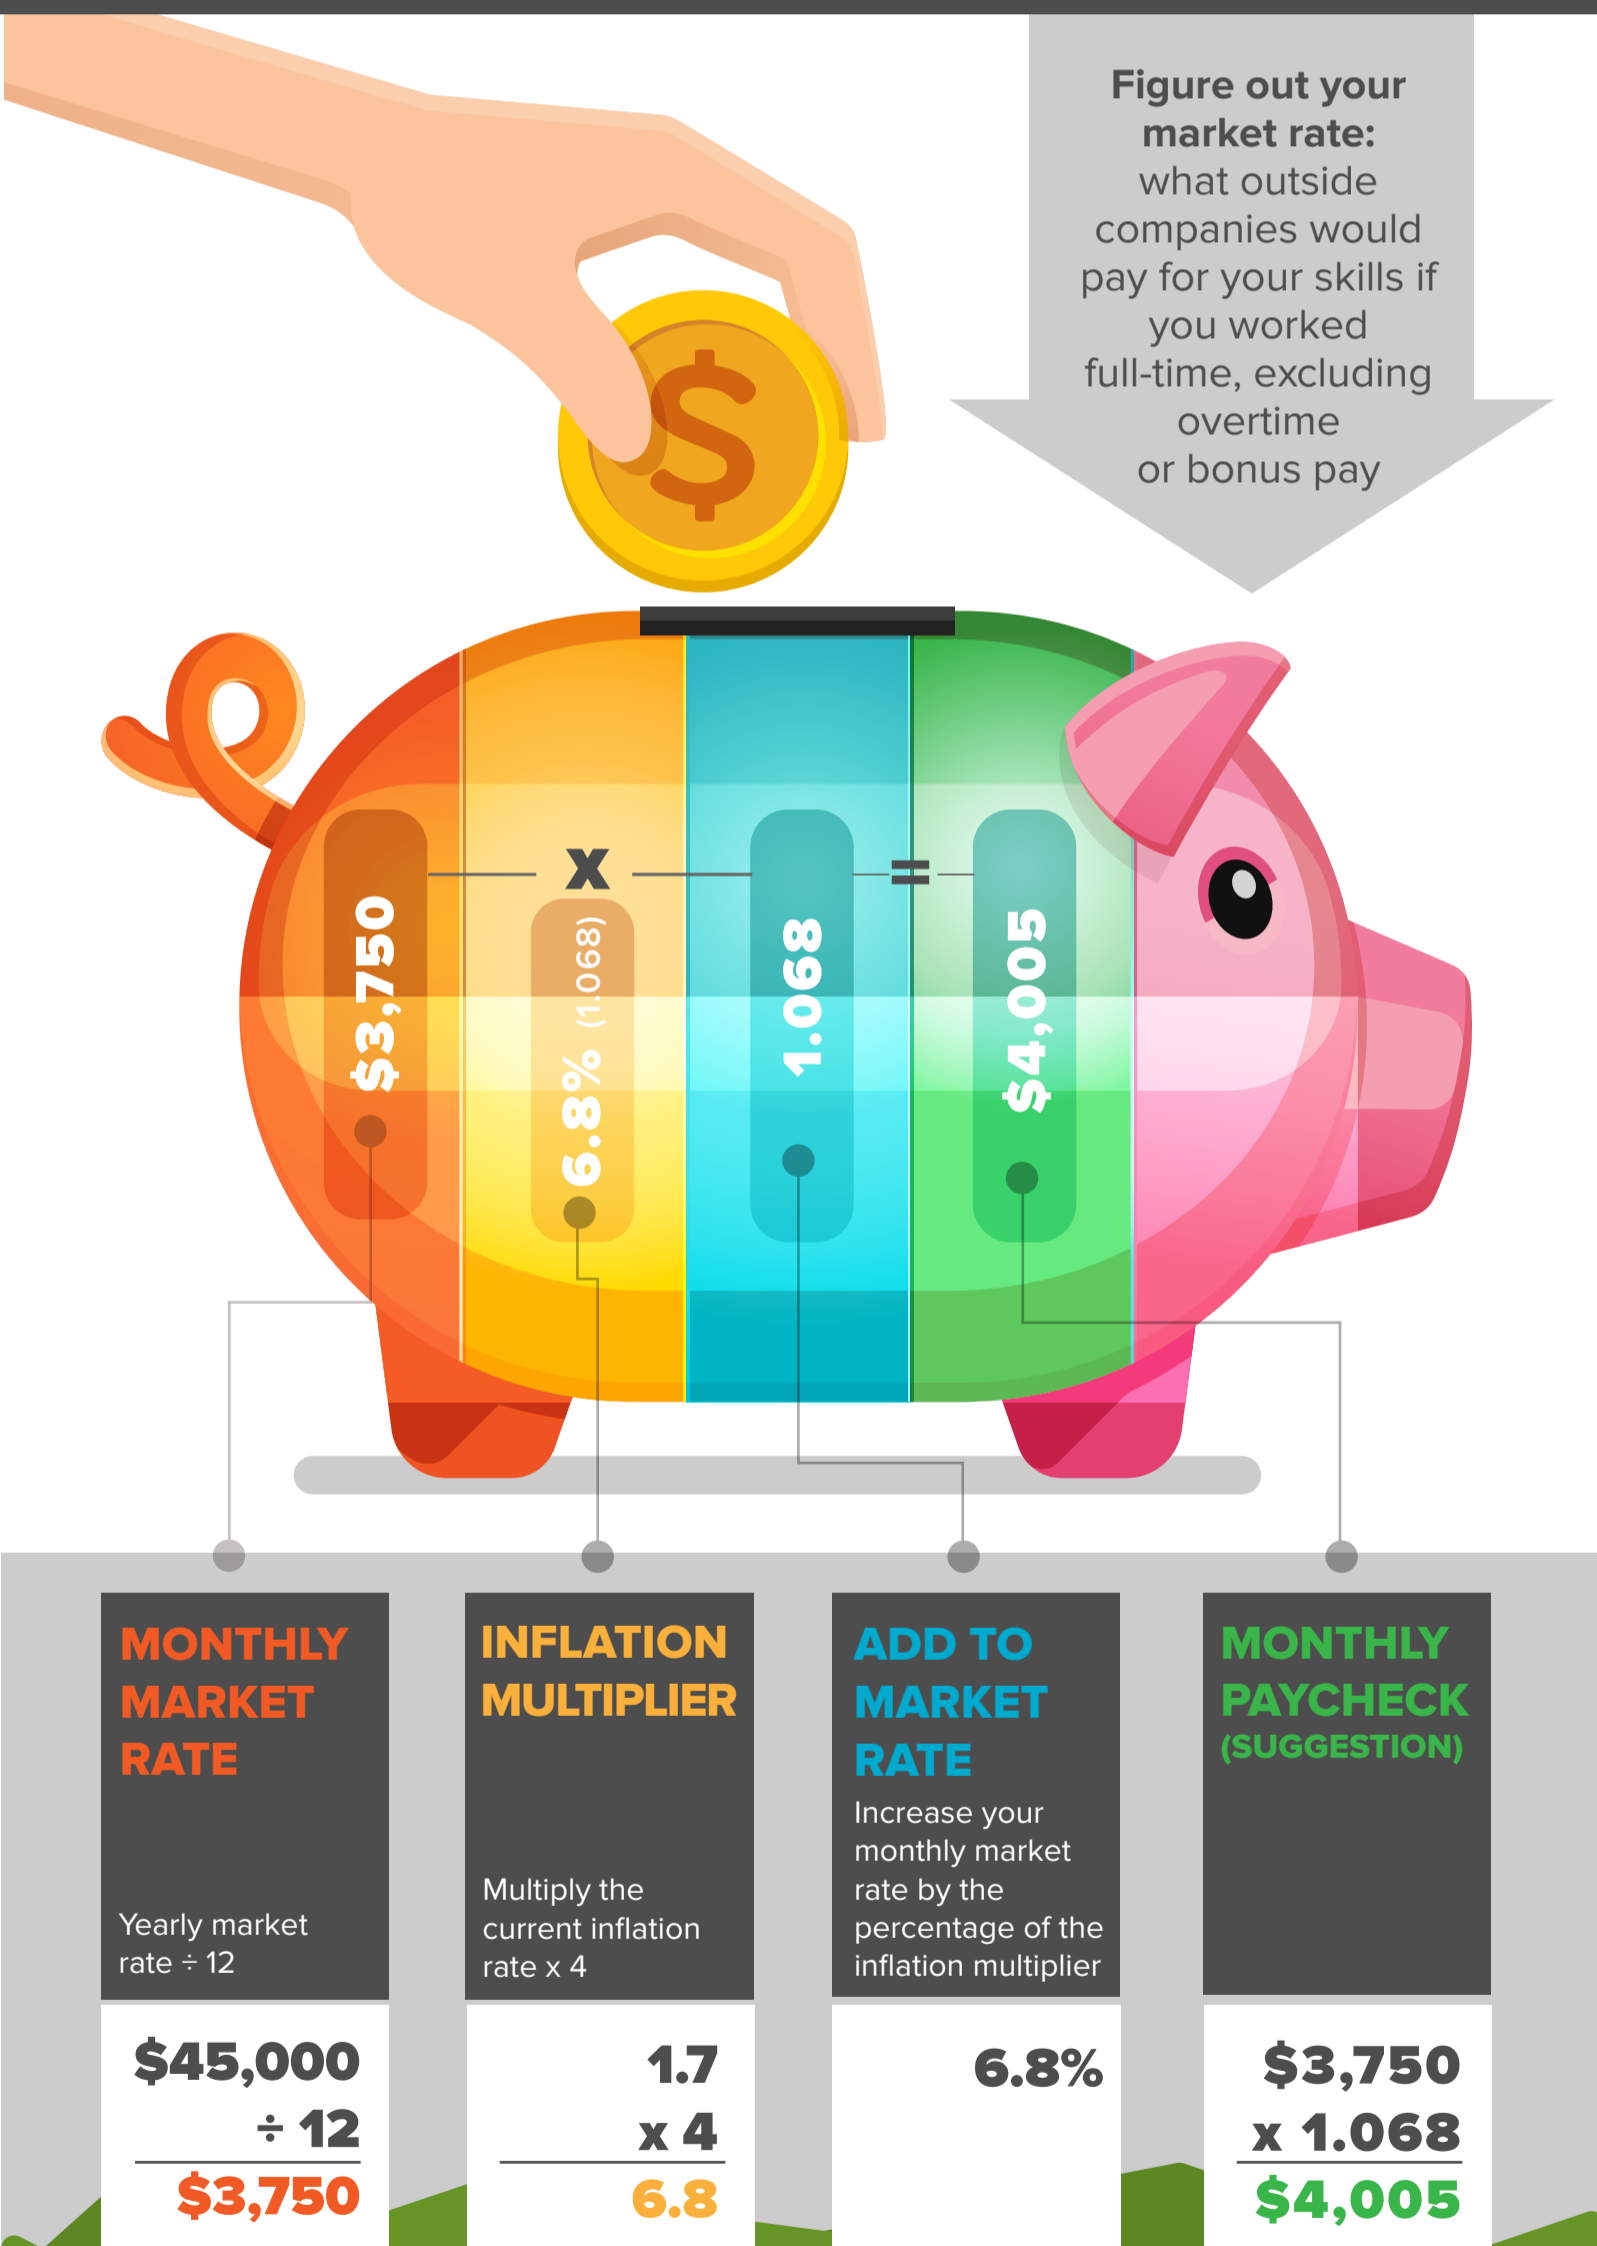 Figure out your
market rate:
what outside
companies would
pay for your skills if
you worked
full-time, excluding
overtime
or bonus pay
$3,750
x
6.8% (1.068)
1.068
=
$4,005
MONTHLY
MARKET
RATE
Yearly market
rate ÷ 12
$45,000
÷ 12
$3,750
INFLATION
MULTIPLIER
Multiply the
current inflation
rate x 4
1.7
x 4
6.8
ADD TO
MARKET
RATE
Increase your
monthly market
rate by the
percentage of the
inflation multiplier
6.8%
MONTHLY
PAYCHECK
(SUGGESTION)
$3,750
x 1.068
$4,005